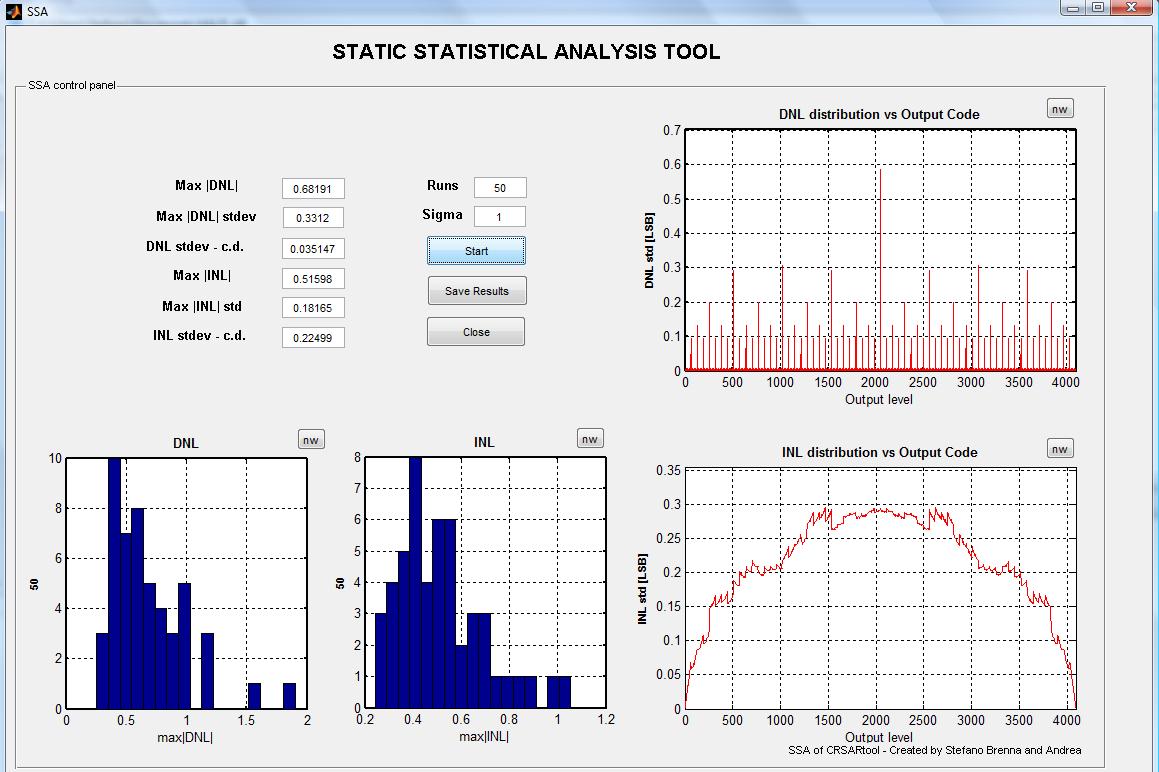 SSA
STATIC STATISTICAL ANALYSIS TOOL
SSA control panel
Max |DNL| 0.68191
Max |DNL| stdev 0.3312
DNL stdev - c.d. 0.035147
Max |INL| 0.51598
Max |INL| std 0.18165
INL stdev - c.d. 0.22499
Runs 50
Sigma 1
Start
Save Results
Close
DNL distribution vs Output Code
nw
0.7
0.6
0.5
0.4
0.3
0.2
0.1
0
DNL std [LSB]
0 500 1000 1500 2000 2500 3000 3500 4000
Output level
DNL
nw
10
8
6
4
2
0
50
0 0.5 1 1.5 2
max|DNL|
INL
nw
8
7
6
5
4
3
2
1
0
50
0.2 0.4 0.6 0.8 1 1.2
max|INL|
INL distribution vs Output Code
nw
0.35
0.3
0.25
0.2
0.15
0.1
0.05
0
INL std [LSB]
0 500 1000 1500 2000 2500 3000 3500 4000
Output level
SSA of CRSARtool - Created by Stefano Brenna and Andrea